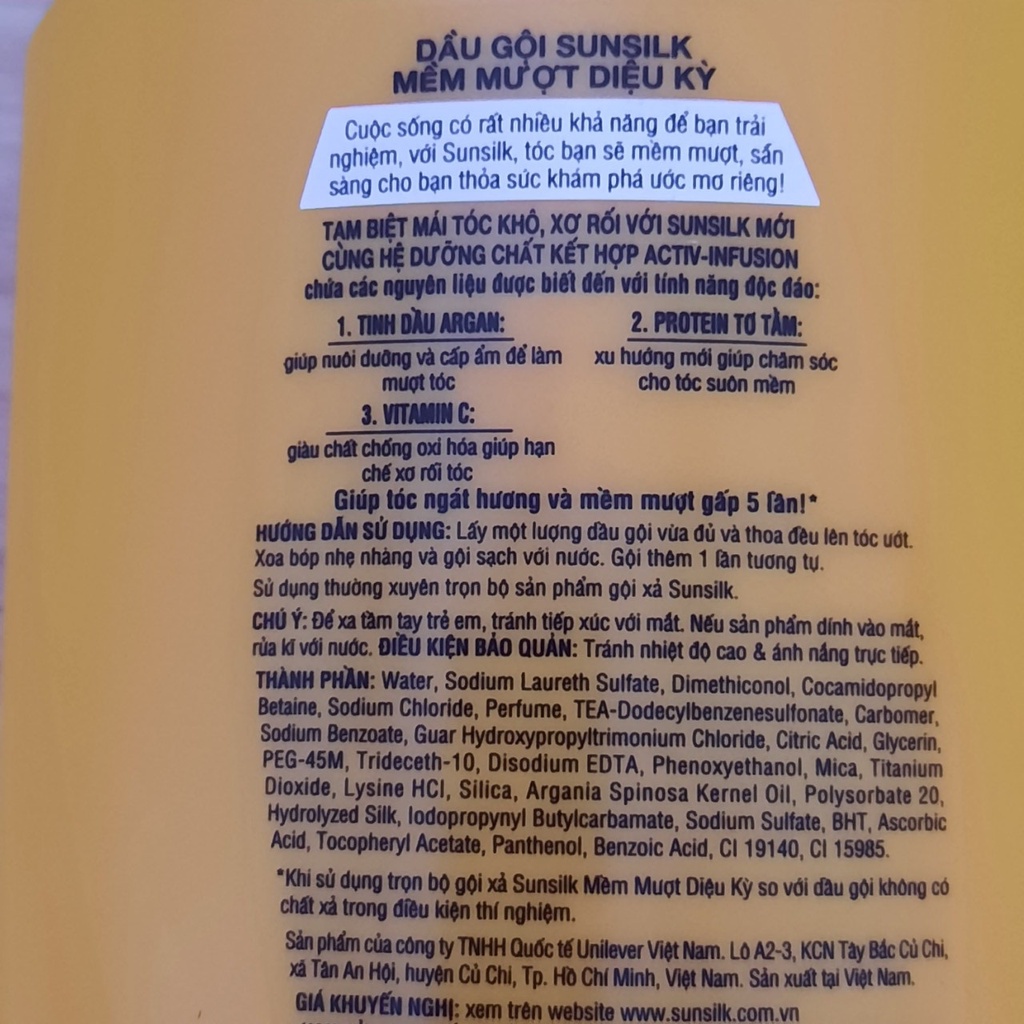 DẦU GỘI SUNSILK
MỀM MƯỢT DIỆU KỲ
Cuộc sống có rất nhiều khả năng để bạn trải
nghiệm, với Sunsilk, tóc bạn sẽ mềm mượt, sẵn
sàng cho bạn thỏa sức khám phá ước mơ riêng!
TẠM BIỆT MÁI TÓC KHÔ, XƠ RỐI VỚI SUNSILK MỚI
CÙNG HỆ DƯỠNG CHẤT KẾT HỢP ACTIV-INFUSION
chứa các nguyên liệu được biết đến với tính năng độc đáo:
1. TINH DẦU ARGAN:
giúp nuôi dưỡng và cấp ẩm để làm
mượt tóc
2. PROTEIN TƠ TẰM:
xu hướng mới giúp chăm sóc
cho tóc suôn mềm
3. VITAMIN C:
giàu chất chống oxi hóa giúp hạn
chế xơ rối tóc
Giúp tóc ngát hương và mềm mượt gấp 5 lần!*
HƯỚNG DẪN SỬ DỤNG: Lấy một lượng dầu gội vừa đủ và thoa đều lên tóc ướt.
Xoa bóp nhẹ nhàng và gội sạch với nước. Gội thêm 1 lần tương tự.
Sử dụng thường xuyên trọn bộ sản phẩm gội xả Sunsilk.
CHÚ Ý: Để xa tầm tay trẻ em, tránh tiếp xúc với mắt. Nếu sản phẩm dính vào mắt,
rửa kĩ với nước. ĐIỀU KIỆN BẢO QUẢN: Tránh nhiệt độ cao & ánh nắng trực tiếp.
THÀNH PHẦN: Water, Sodium Laureth Sulfate, Dimethiconol, Cocamidopropyl
Betaine, Sodium Chloride, Perfume, TEA-Dodecylbenzenesulfonate, Carbomer,
Sodium Benzoate, Guar Hydroxypropyltrimonium Chloride, Citric Acid, Glycerin,
PEG-45M, Trideceth-10, Disodium EDTA, Phenoxyethanol, Mica, Titanium
Dioxide, Lysine HCl, Silica, Argania Spinosa Kernel Oil, Polysorbate 20,
Hydrolyzed Silk, Iodopropynyl Butylcarbamate, Sodium Sulfate, BHT, Ascorbic
Acid, Tocopheryl Acetate, Panthenol, Benzoic Acid, CI 19140, CI 15985.
*Khi sử dụng trọn bộ gội xả Sunsilk Mềm Mượt Diệu Kỳ so với dầu gội không có
chất xả trong điều kiện thí nghiệm.
Sản phẩm của công ty TNHH Quốc tế Unilever Việt Nam. Lô A2-3, KCN Tây Bắc Củ Chi,
xã Tân An Hội, huyện Củ Chi, Tp. Hồ Chí Minh, Việt Nam. Sản xuất tại Việt Nam.
GIÁ KHUYẾN NGHỊ: xem trên website www.sunsilk.com.vn